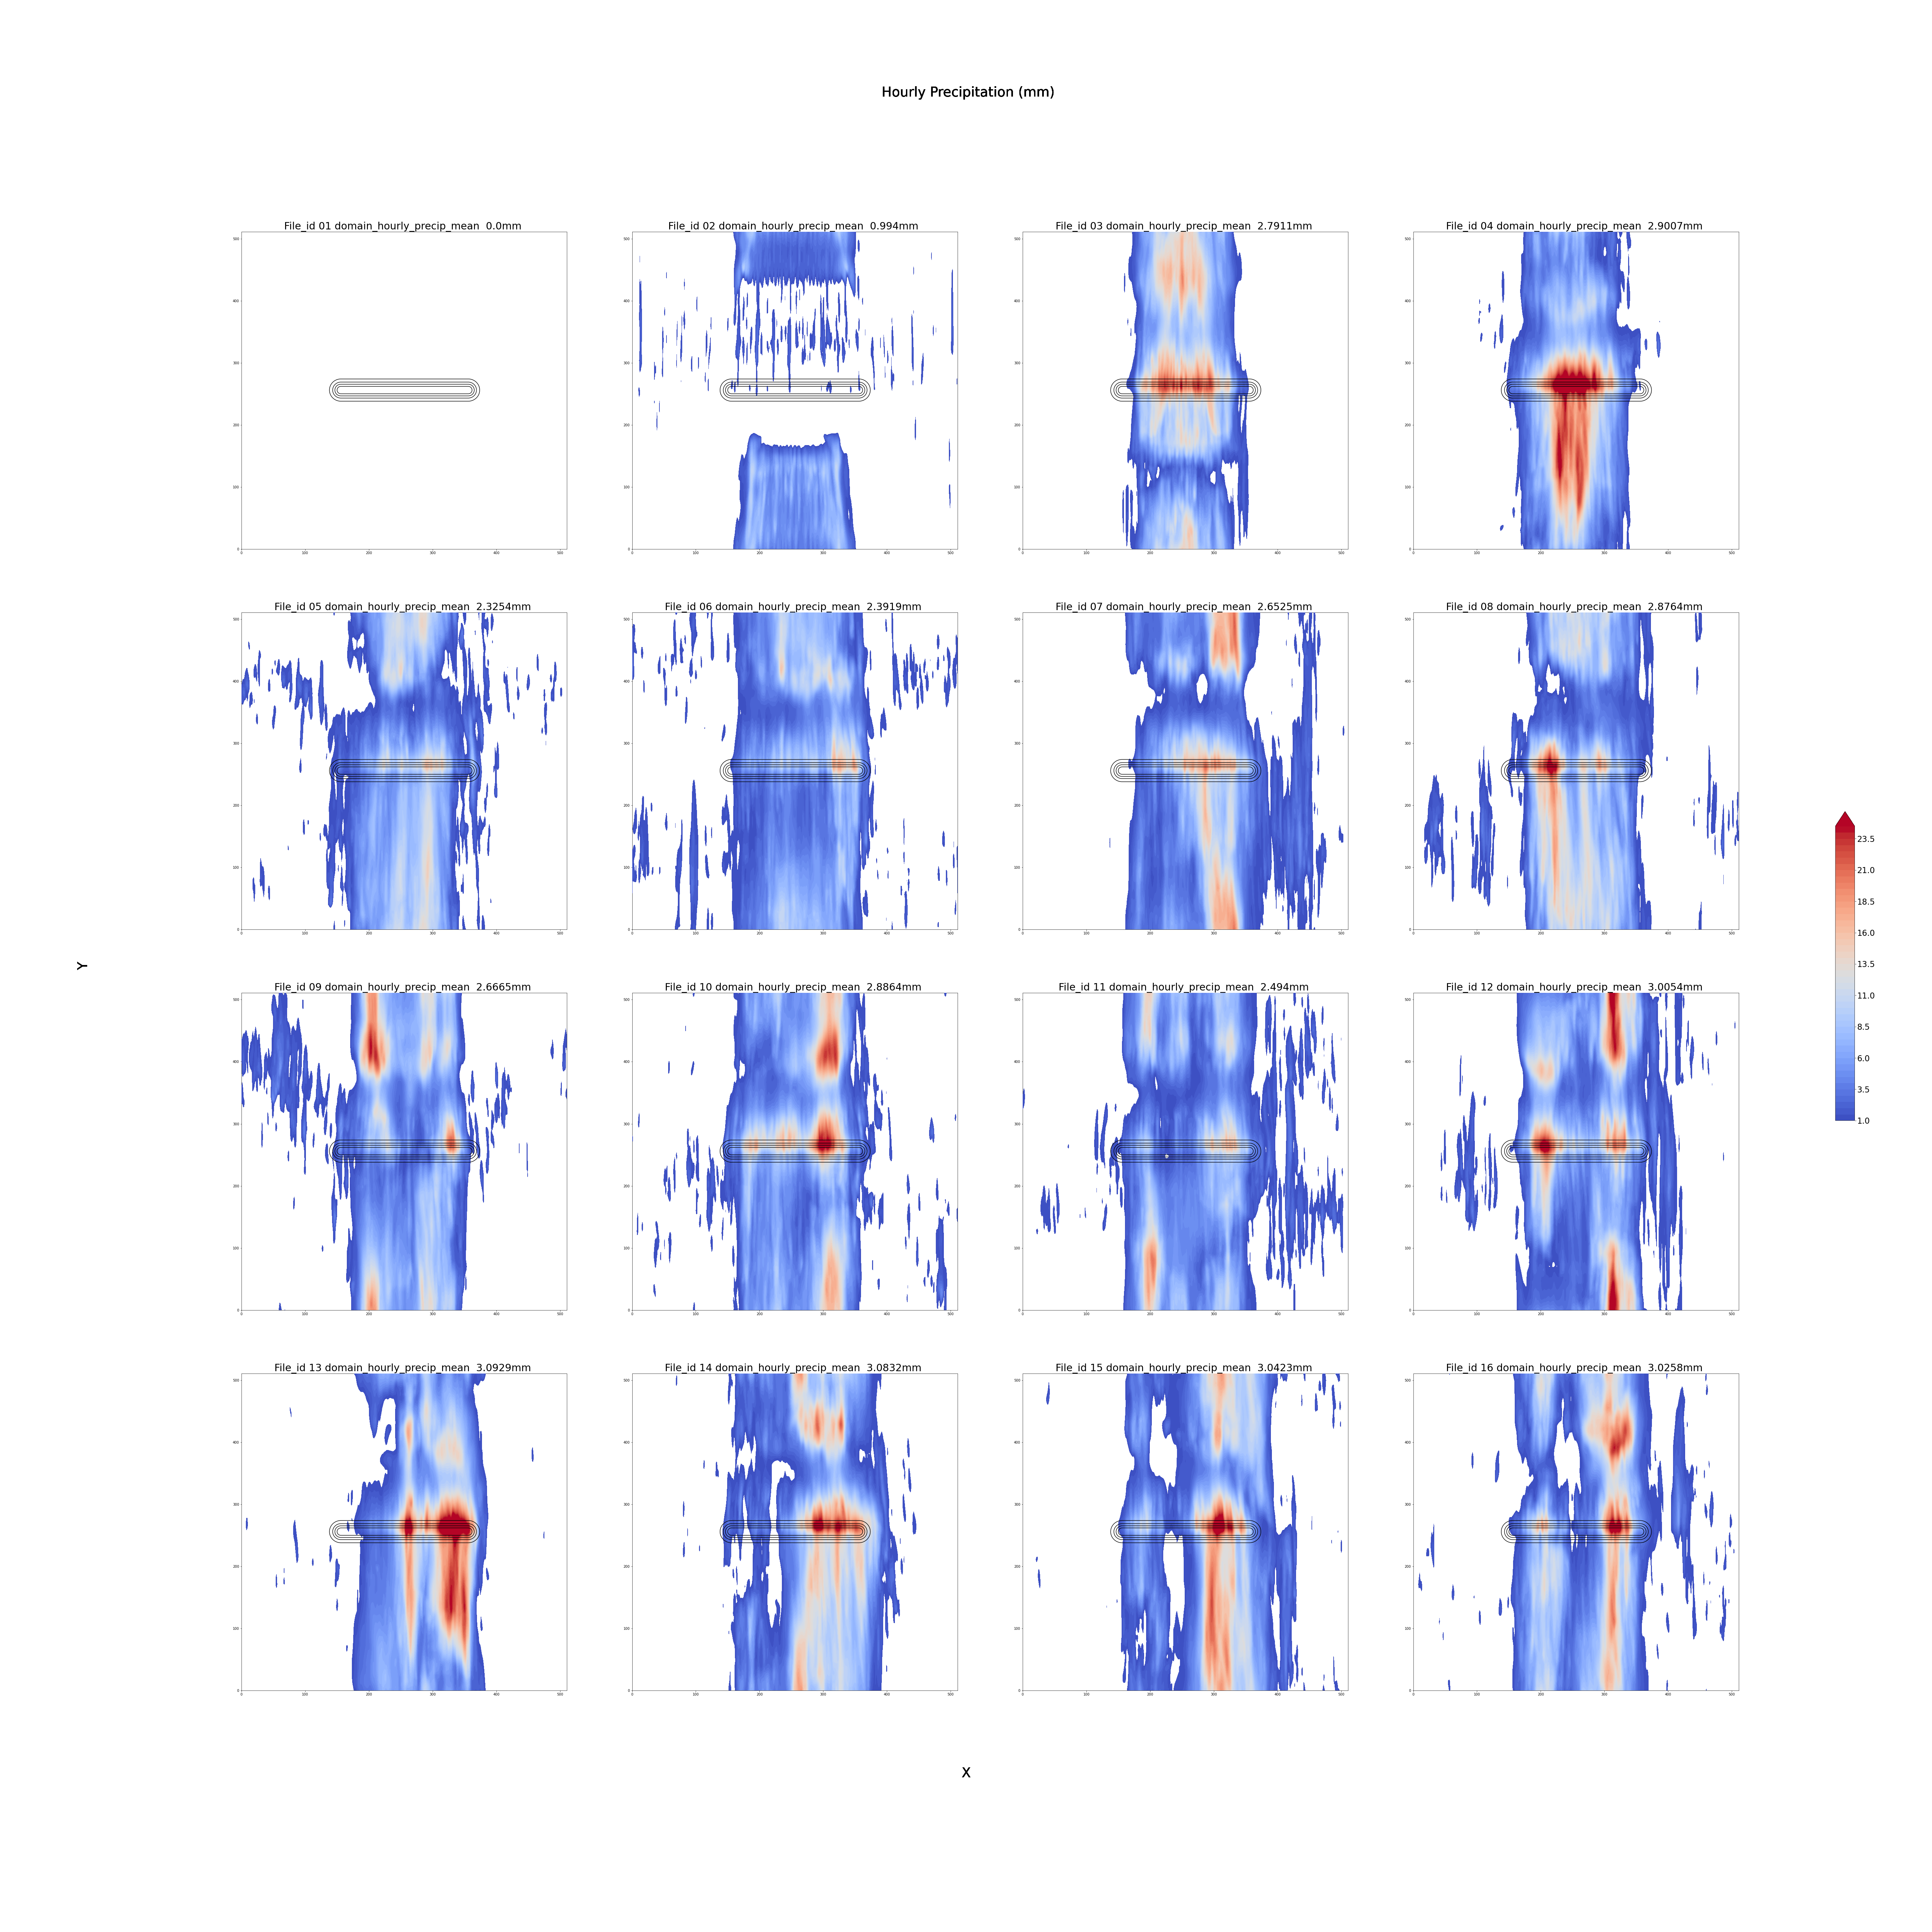 Hourly Precipitation (mm)
File_id 01 domain_hourly_precip_mean 0.0mm
File_id 02 domain_hourly_precip_mean 0.994mm
File_id 03 domain_hourly_precip_mean 2.7911mm
File_id 04 domain_hourly_precip_mean 2.9007mm
File_id 05 domain_hourly_precip_mean 2.3254mm
File_id 06 domain_hourly_precip_mean 2.3919mm
File_id 07 domain_hourly_precip_mean 2.6525mm
File_id 08 domain_hourly_precip_mean 2.8764mm
File_id 09 domain_hourly_precip_mean 2.6665mm
File_id 10 domain_hourly_precip_mean 2.8864mm
File_id 11 domain_hourly_precip_mean 2.494mm
File_id 12 domain_hourly_precip_mean 3.0054mm
File_id 13 domain_hourly_precip_mean 3.0929mm
File_id 14 domain_hourly_precip_mean 3.0832mm
File_id 15 domain_hourly_precip_mean 3.0423mm
File_id 16 domain_hourly_precip_mean 3.0258mm
Y
X
23.5
21.0
18.5
16.0
13.5
11.0
8.5
6.0
3.5
1.0